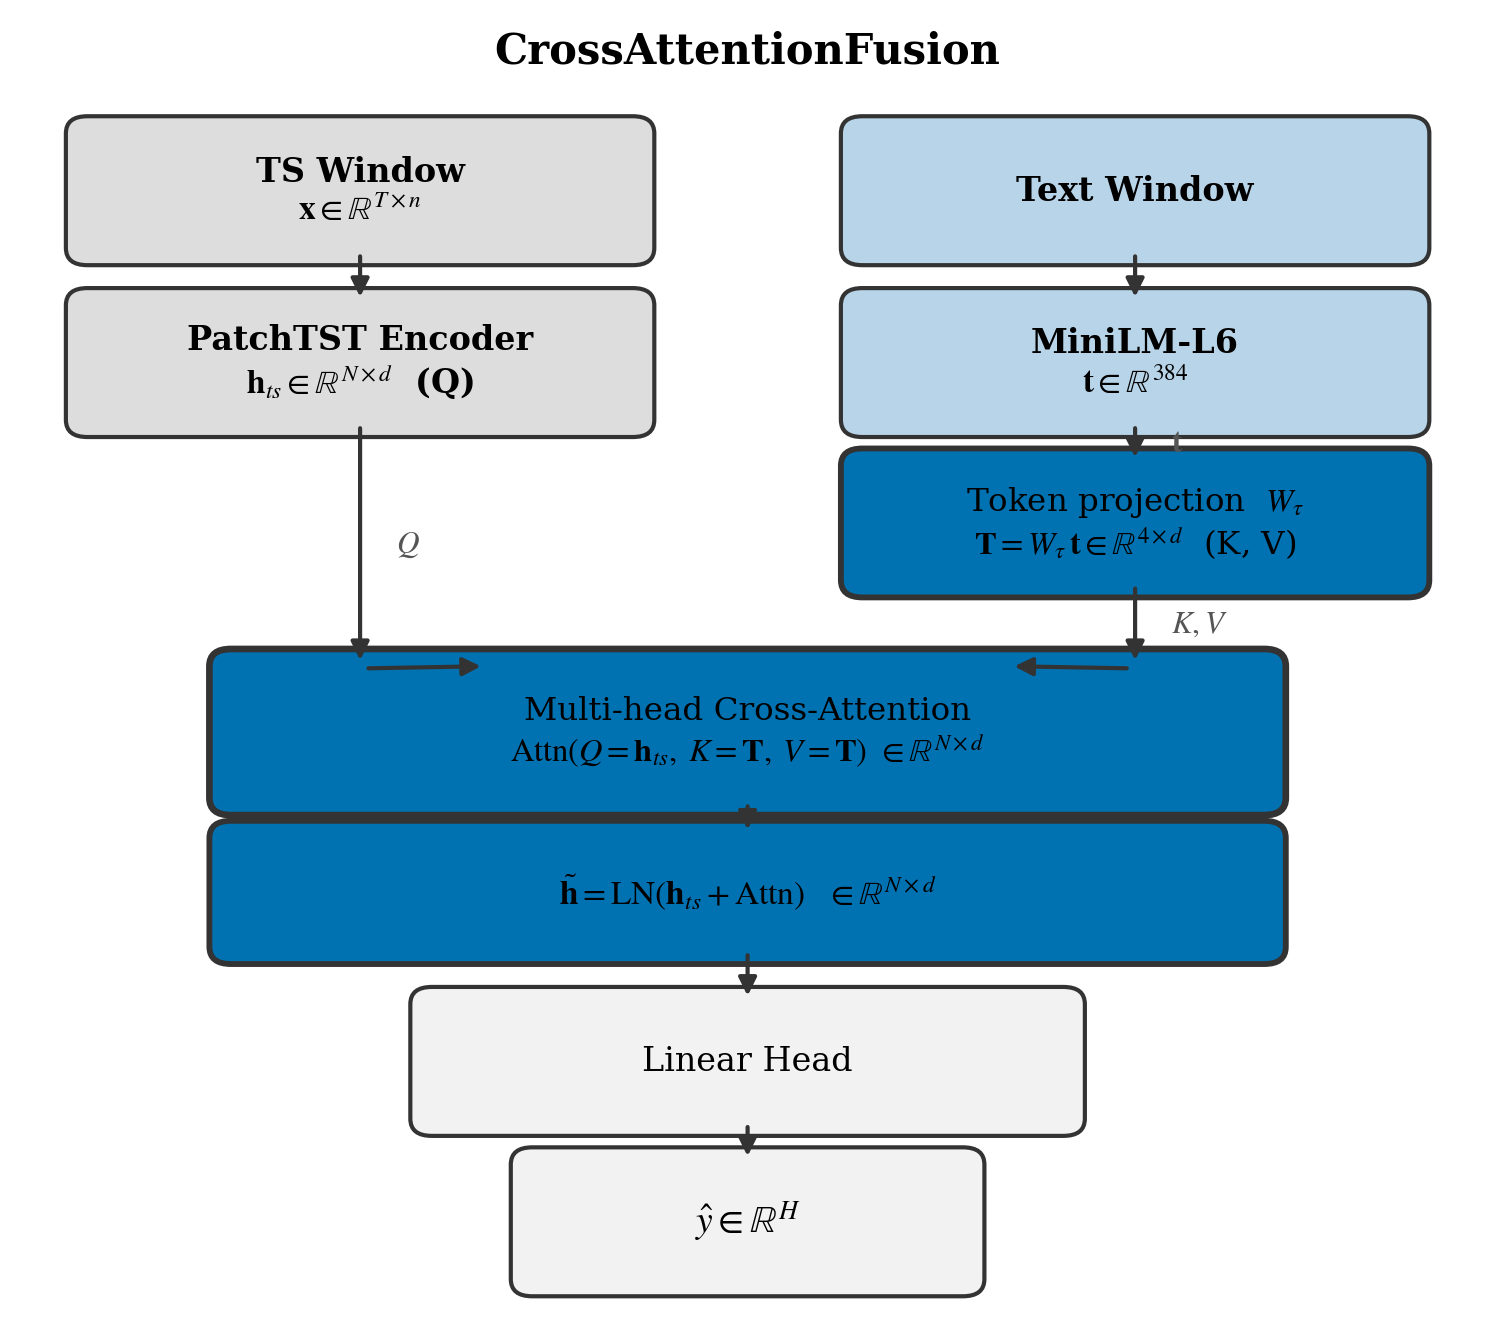 CrossAttentionFusion
TS Window
x ∈ ℝ^{T×n}
Text Window
PatchTST Encoder
h_{ts} ∈ ℝ^{N×d} (Q)
MiniLM-L6
t ∈ ℝ^{384}
t
Token projection W_τ
T = W_τ t ∈ ℝ^{4×d} (K, V)
Q
K, V
Multi-head Cross-Attention
Attn(Q = h_{ts}, K = T, V = T) ∈ ℝ^{N×d}
h̃ = LN(h_{ts} + Attn) ∈ ℝ^{N×d}
Linear Head
ŷ ∈ ℝ^H